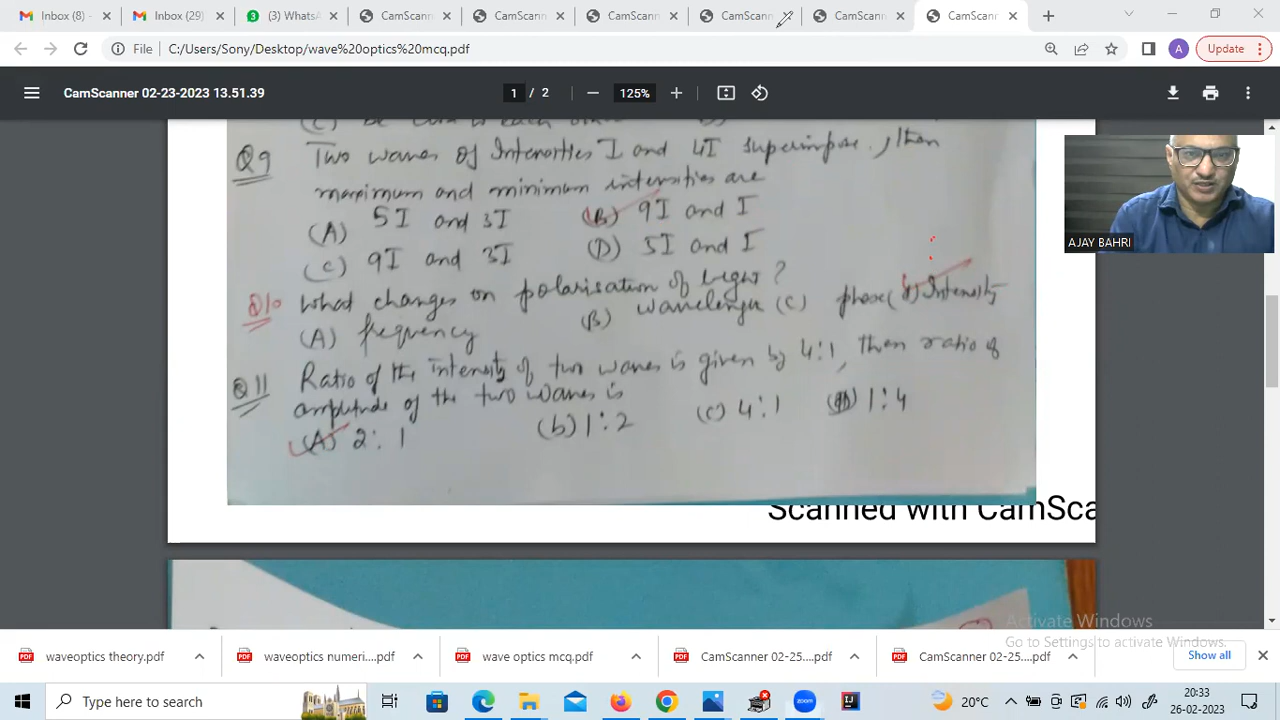 Inbox (8)
Inbox (29)
3
(3) WhatsA
CamScanner
CamScanner
CamScanner
CamScanner
CamScanner
CamScanner
File
C:/Users/Sony/Desktop/wave%20optics%20mcq.pdf
A
Update
CamScanner 02-23-2023 13.51.39
1 / 2
125%
AJAY BAHRI
Q9 Two waves of Intensities I and 4I superimpose, then
maximum and minimum intensities are
(A) 5I and 3I (B) 9I and I
(C) 9I and 3I (D) 5I and I
Q10 What changes on polarisation of light?
(A) frequency (B) wavelength (C) phase (d) Intensity
Q11 Ratio of the intensity of two waves is given by 4:1, then ratio of
amplitude of the two waves is
(A) 2:1 (b) 1:2 (c) 4:1 (D) 1:4
Scanned with CamSca
Activate Windows
Go to Settings to activate Windows.
waveoptics theory.pdf
waveoptics numeri....pdf
wave optics mcq.pdf
CamScanner 02-25....pdf
CamScanner 02-25....pdf
Show all
Type here to search
20°C
20:33
26-02-2023